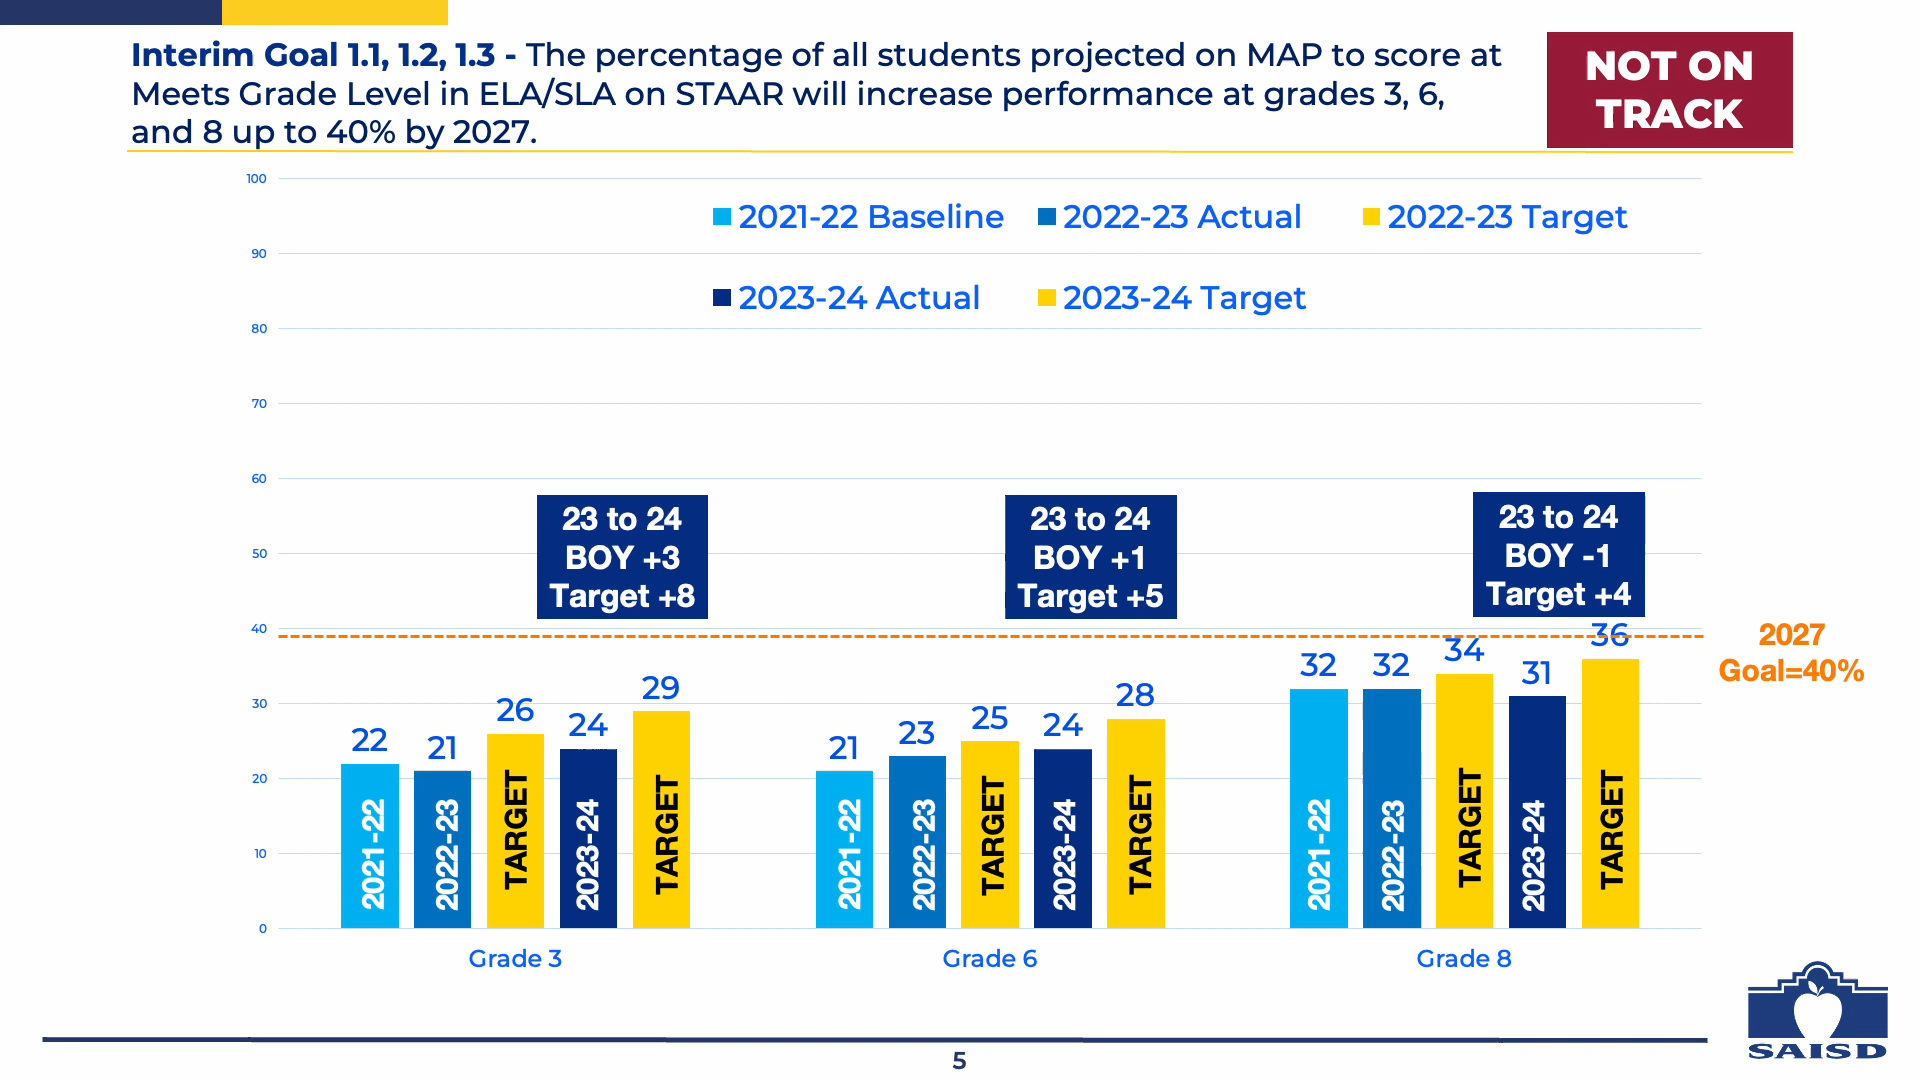 Interim Goal 1.1, 1.2, 1.3 - The percentage of all students projected on MAP to score at
Meets Grade Level in ELA/SLA on STAAR will increase performance at grades 3, 6,
and 8 up to 40% by 2027.
NOT ON
TRACK
100
90
80
70
60
50
40
30
20
10
0
2021-22 Baseline
2022-23 Actual
2022-23 Target
2023-24 Actual
2023-24 Target
23 to 24
BOY +3
Target +8
23 to 24
BOY +1
Target +5
23 to 24
BOY -1
Target +4
2027
Goal=40%
22
21
26
24
29
21
23
25
24
28
32
32
34
31
36
2021-22
2022-23
TARGET
2023-24
TARGET
2021-22
2022-23
TARGET
2023-24
TARGET
2021-22
2022-23
TARGET
2023-24
TARGET
Grade 3
Grade 6
Grade 8
SAISD
5